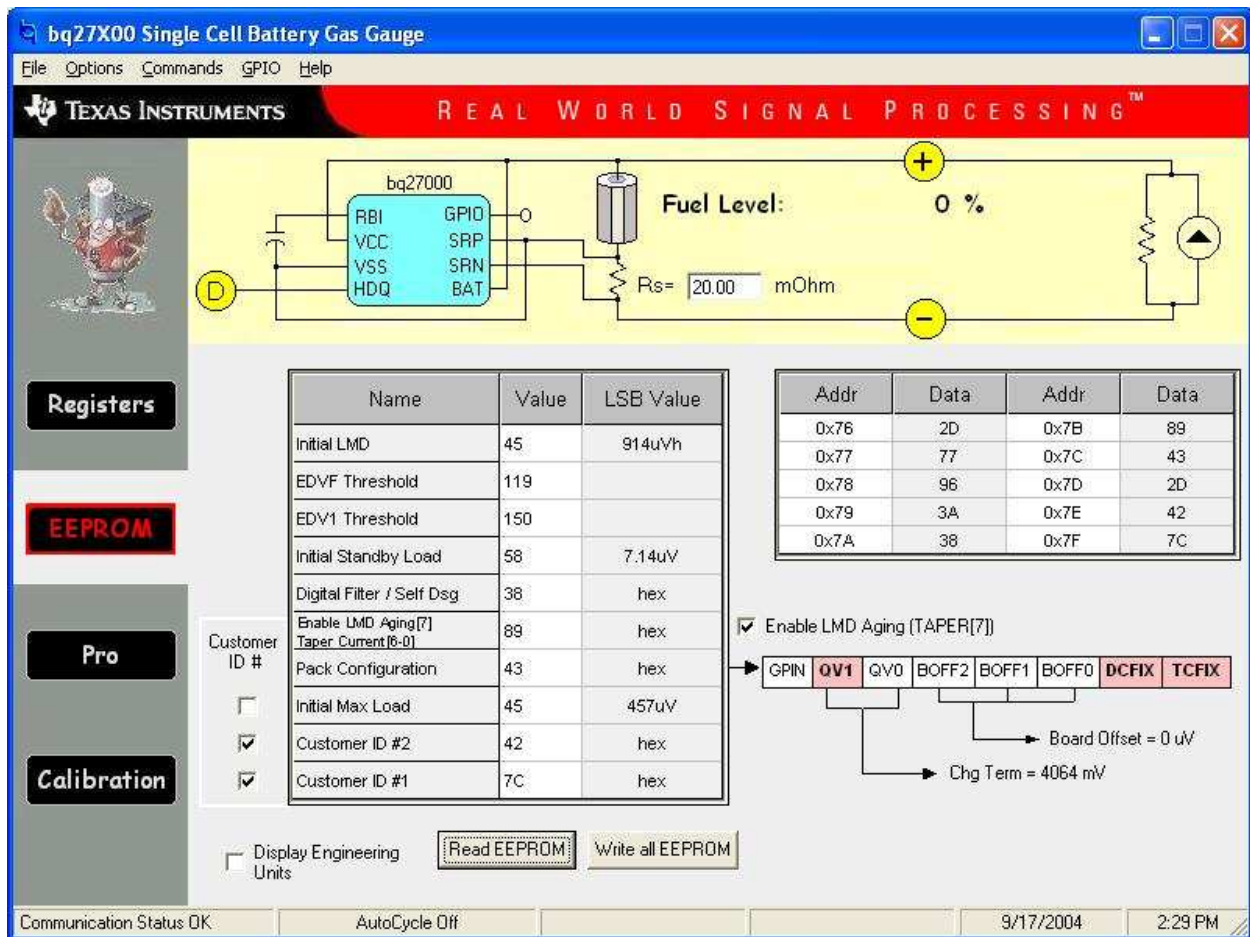 bq27X00 Single Cell Battery Gas Gauge
File Options Commands GPIO Help
TEXAS INSTRUMENTS REAL WORLD SIGNAL PROCESSING™
bq27000
RBI GPIO
VCC SRP
VSS SRN
HDQ BAT
D
Fuel Level: 0 %
Rs= 20.00 mOhm
+
−
Registers
EEPROM
Pro
Calibration
Name Value LSB Value
Initial LMD 45 914uVh
EDVF Threshold 119
EDV1 Threshold 150
Initial Standby Load 58 7.14uV
Digital Filter / Self Dsg 38 hex
Enable LMD Aging[7]
Taper Current[6-0] 89 hex
Pack Configuration 43 hex
Initial Max Load 45 457uV
Customer ID #2 42 hex
Customer ID #1 7C hex
Customer
ID #
Addr Data Addr Data
0x76 2D 0x7B 89
0x77 77 0x7C 43
0x78 96 0x7D 2D
0x79 3A 0x7E 42
0x7A 38 0x7F 7C
Enable LMD Aging (TAPER[7])
GPIN QV1 QV0 BOFF2 BOFF1 BOFF0 DCFIX TCFIX
Board Offset = 0 uV
Chg Term = 4064 mV
Display Engineering
Units
Read EEPROM Write all EEPROM
Communication Status OK AutoCycle Off 9/17/2004 2:29 PM